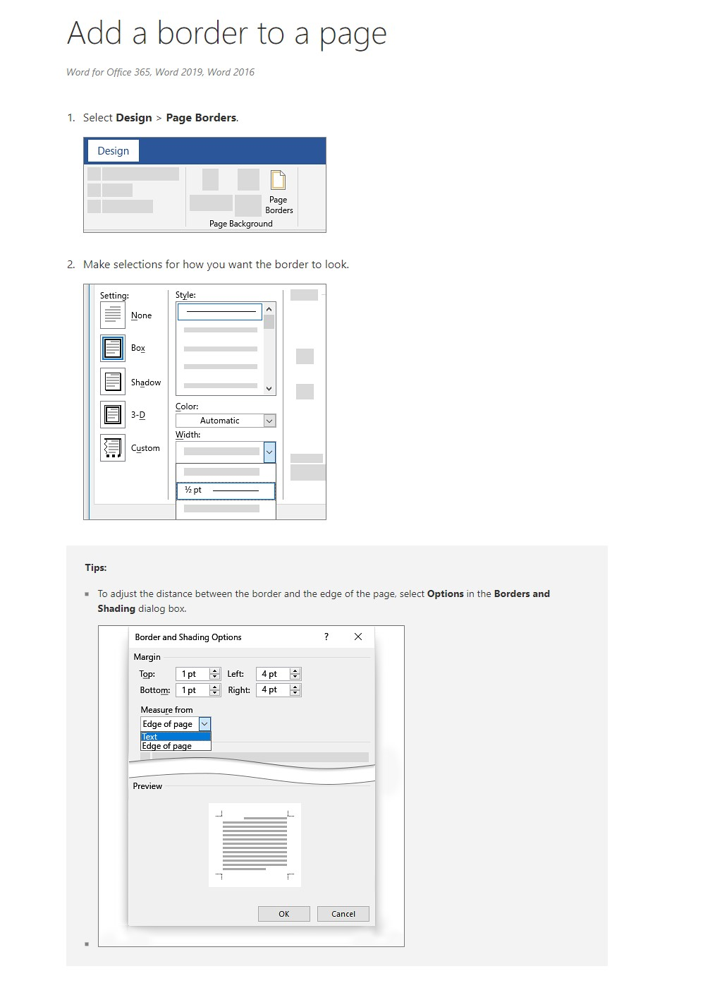 Add a border to a page
Word for Office 365, Word 2019, Word 2016
1. Select Design > Page Borders.
Design
Page
Borders
Page Background
2. Make selections for how you want the border to look.
Setting:
None
Box
Shadow
3-D
Custom
Style:
Color:
Automatic
Width:
½ pt
Tips:
To adjust the distance between the border and the edge of the page, select Options in the Borders and
Shading dialog box.
Border and Shading Options ?
Margin
Top: 1 pt Left: 4 pt
Bottom: 1 pt Right: 4 pt
Measure from
Edge of page
Text
Edge of page
Preview
OK Cancel